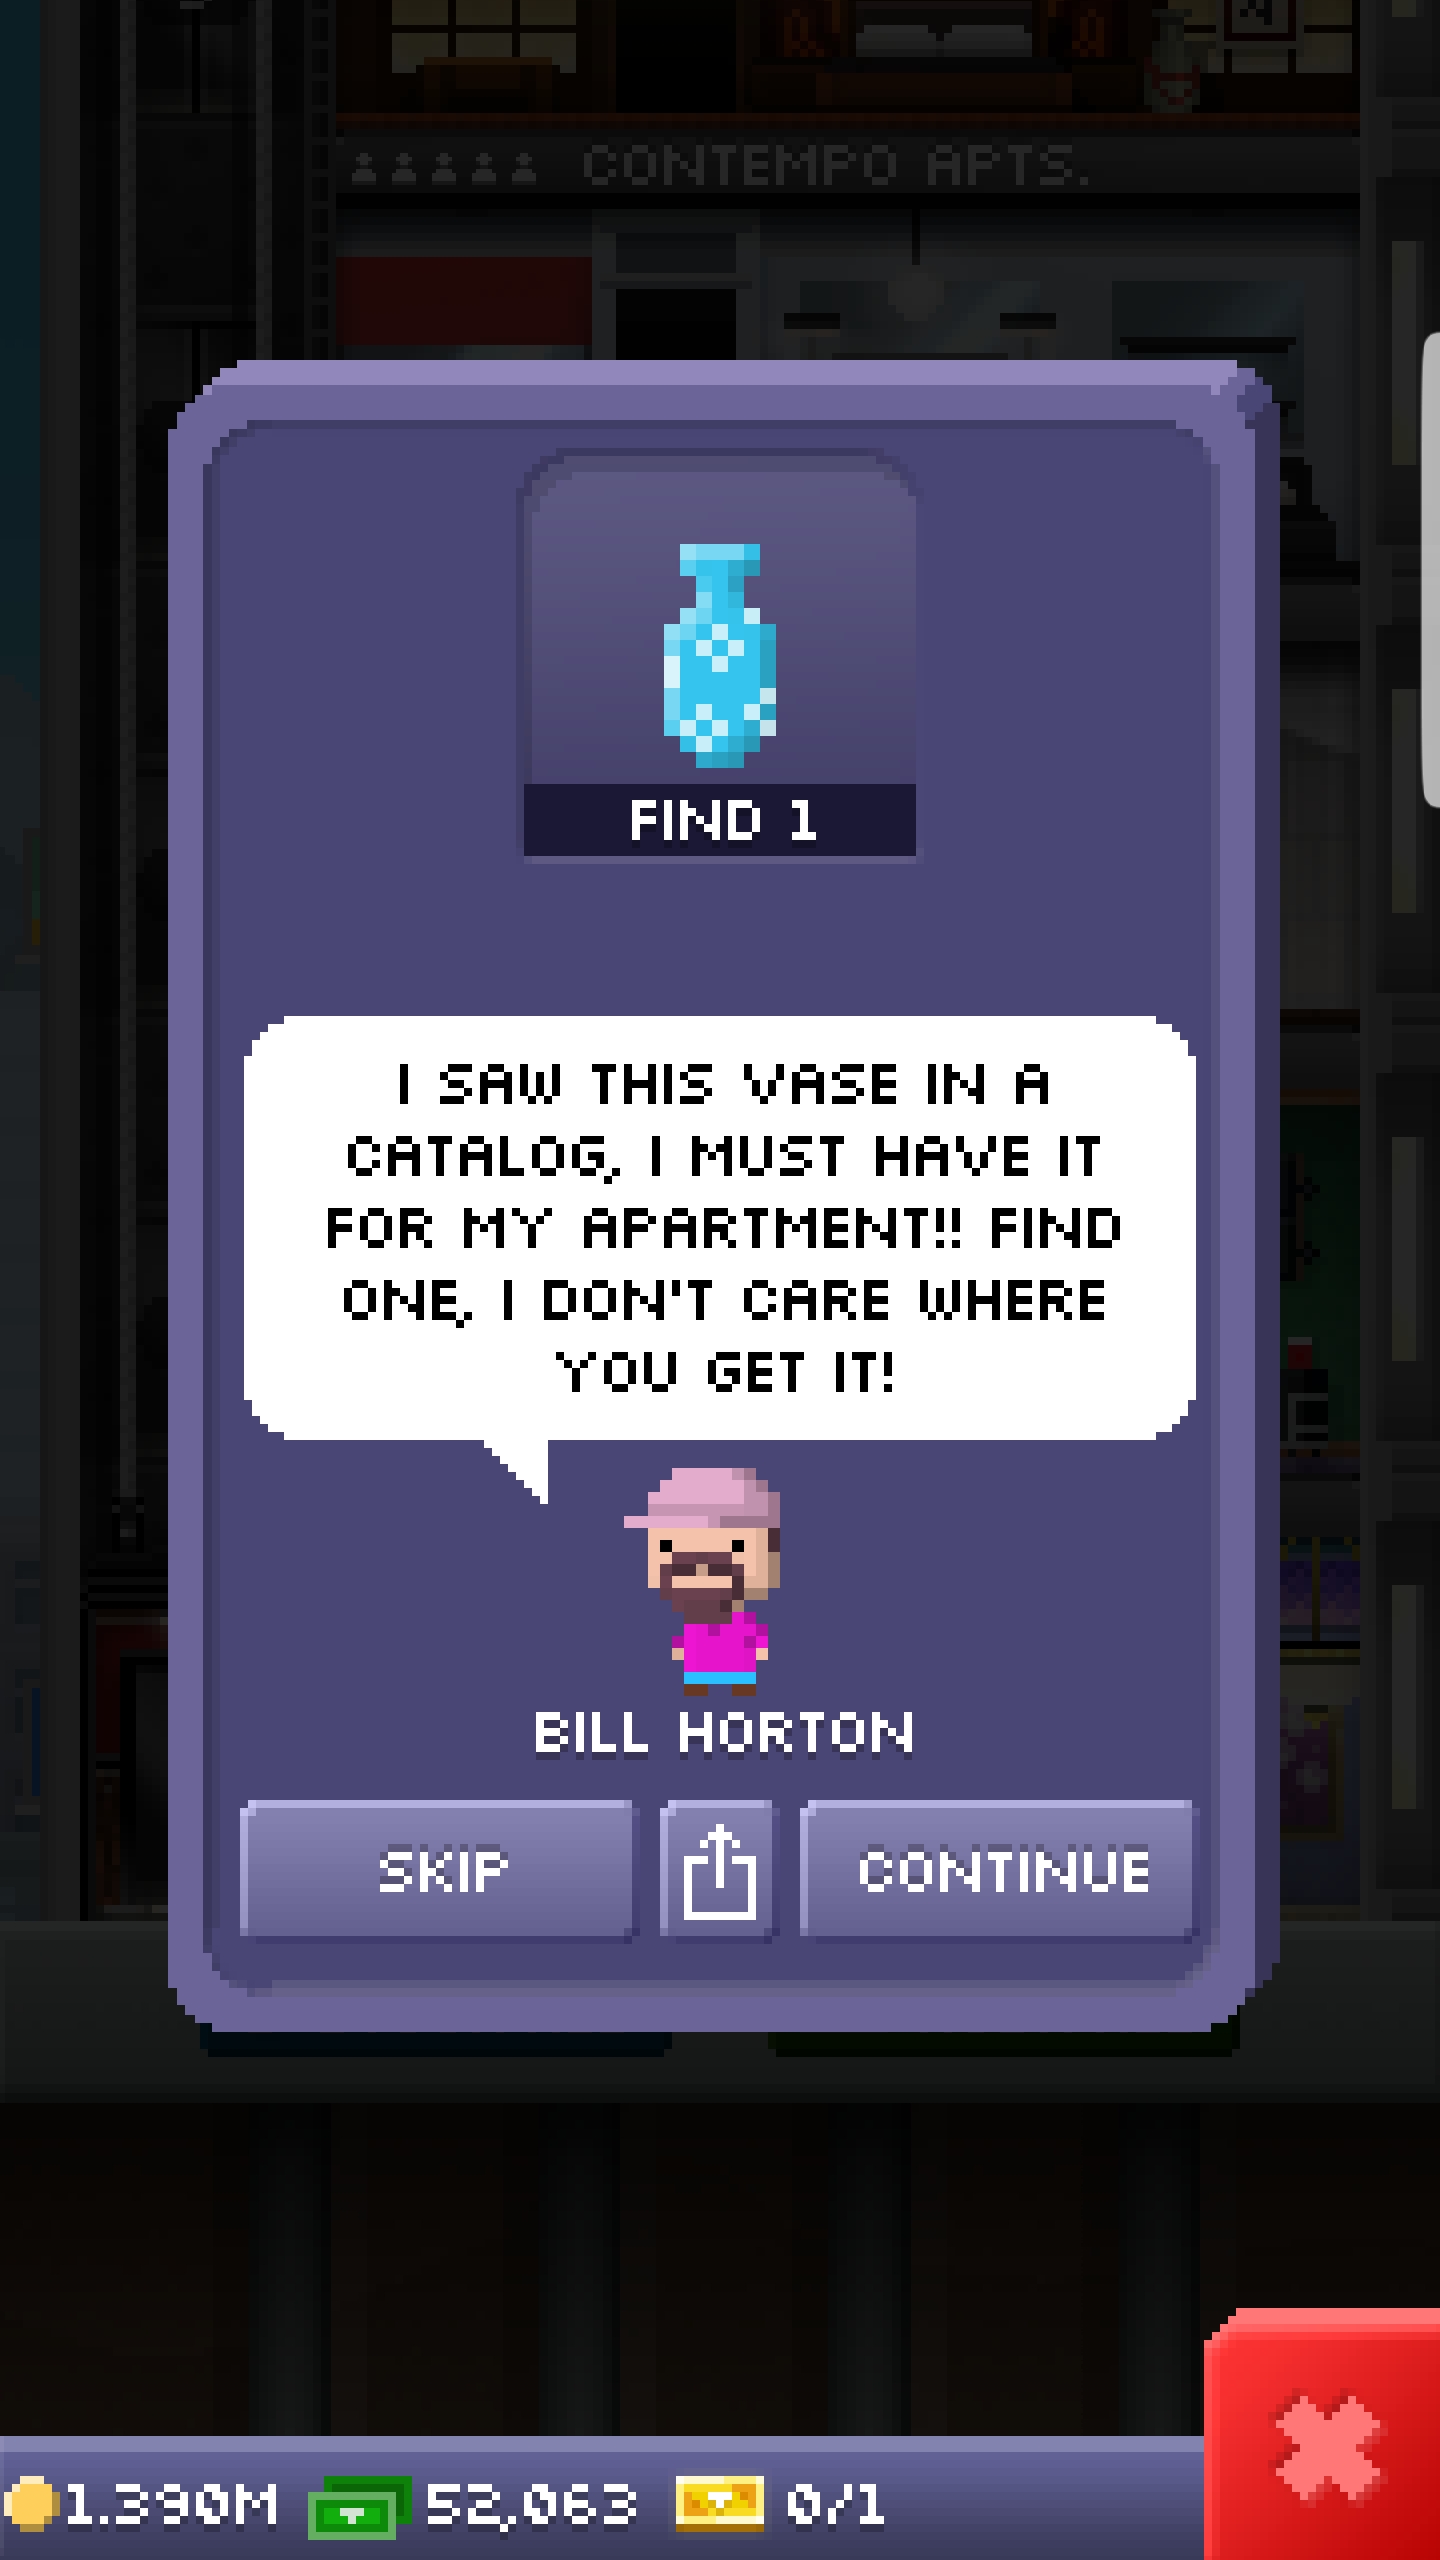 CONTEMPO APTS.
FIND 1
I SAW THIS VASE IN A
CATALOG, I MUST HAVE IT
FOR MY APARTMENT!! FIND
ONE, I DON'T CARE WHERE
YOU GET IT!
BILL HORTON
SKIP
CONTINUE
1.390M 52,063 0/1